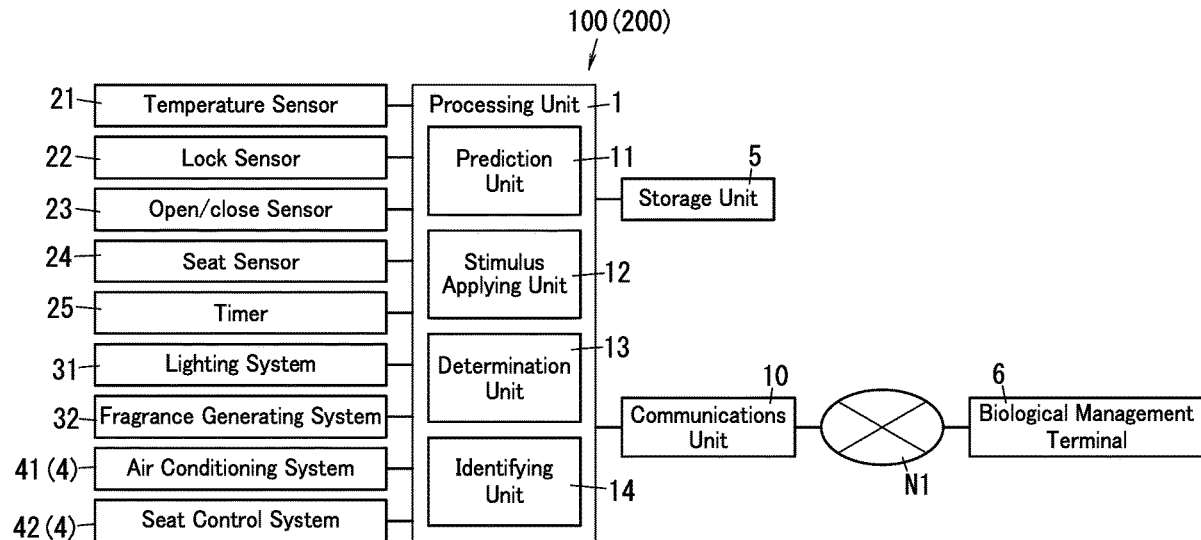 100(200)
21 Temperature Sensor
22 Lock Sensor
23 Open/close Sensor
24 Seat Sensor
25 Timer
31 Lighting System
32 Fragrance Generating System
41(4) Air Conditioning System
42(4) Seat Control System
Processing Unit 1
Prediction
Unit
11
Stimulus
Applying Unit
12
Determination
Unit
13
Identifying
Unit
14
5
Storage Unit
10
Communications
Unit
N1
6
Biological Management
Terminal